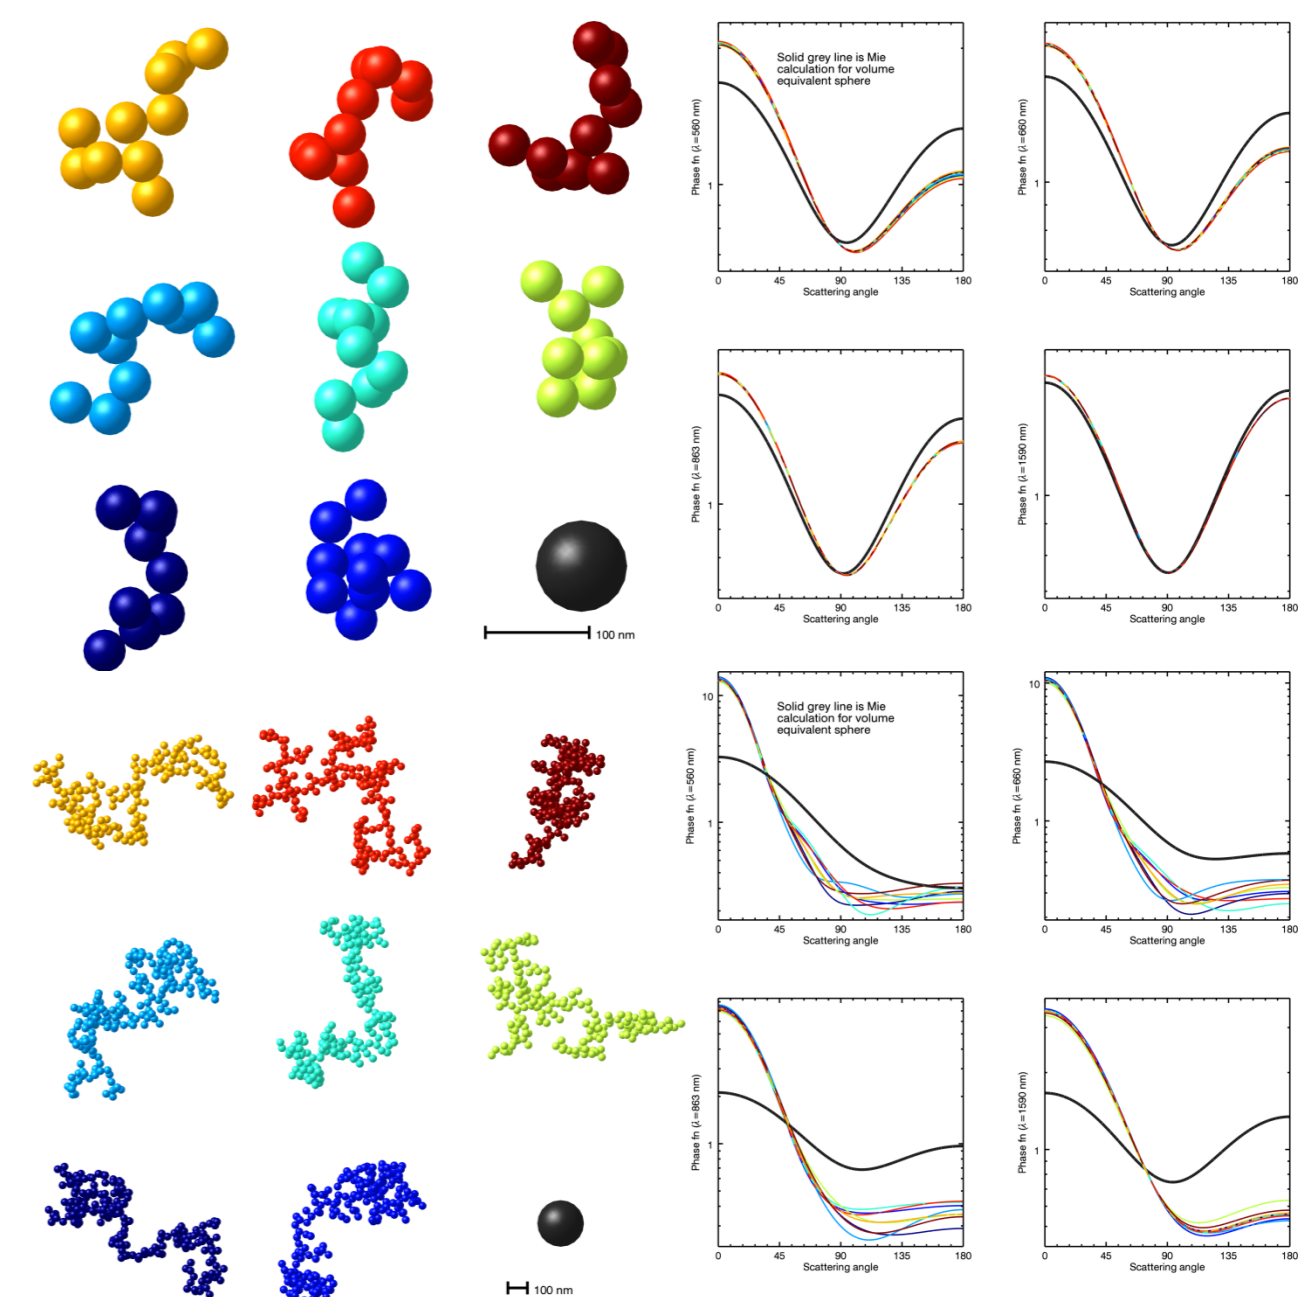 Solid grey line is Mie
calculation for volume
equivalent sphere
Phase fn (λ=560 nm)
1
0 45 90 135 180
Scattering angle
Phase fn (λ=660 nm)
1
0 45 90 135 180
Scattering angle
Phase fn (λ=863 nm)
1
0 45 90 135 180
Scattering angle
Phase fn (λ=1590 nm)
1
0 45 90 135 180
Scattering angle
100 nm
Solid grey line is Mie
calculation for volume
equivalent sphere
Phase fn (λ=560 nm)
10
1
0 45 90 135 180
Scattering angle
Phase fn (λ=660 nm)
10
1
0 45 90 135 180
Scattering angle
Phase fn (λ=863 nm)
1
0 45 90 135 180
Scattering angle
Phase fn (λ=1590 nm)
1
0 45 90 135 180
Scattering angle
100 nm